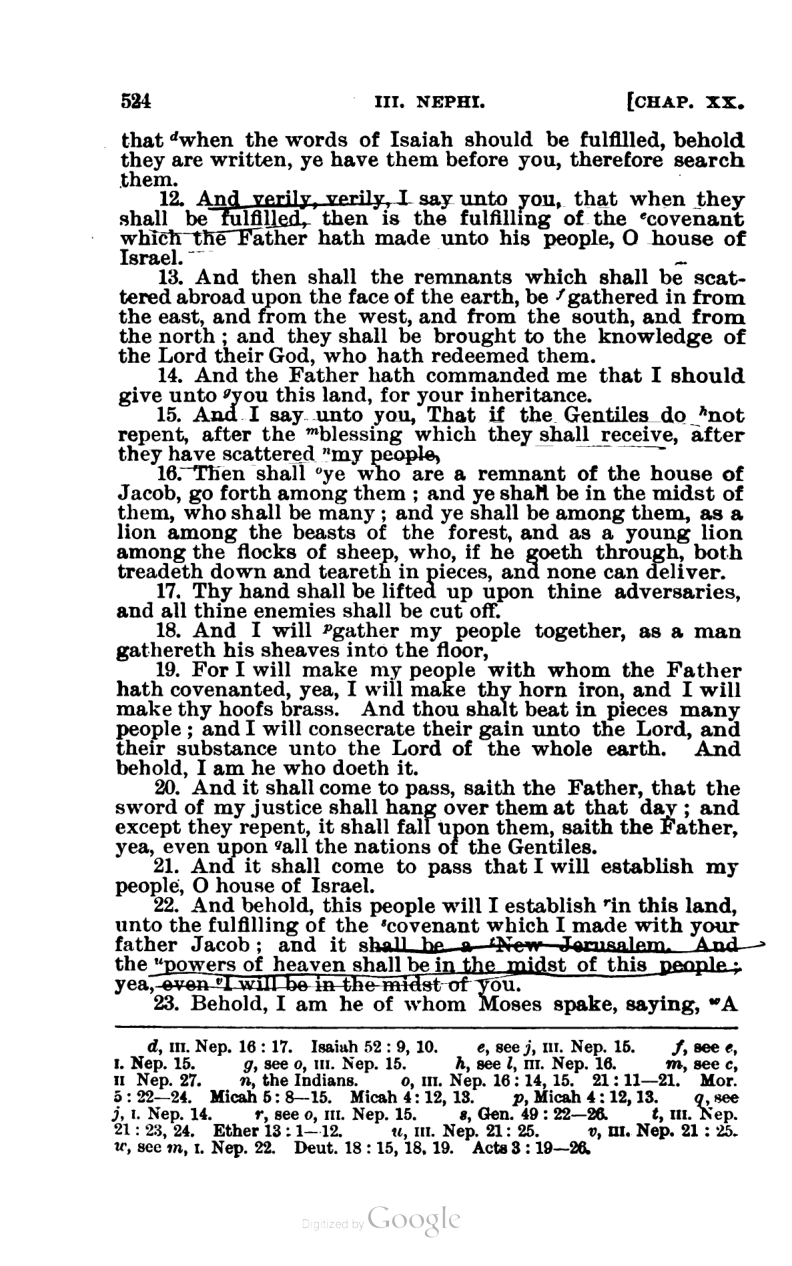 524 III. NEPHI. [CHAP. XX.
that dwhen the words of Isaiah should be fulfilled, behold
they are written, ye have them before you, therefore search
them.
12. And verily, verily, I say unto you, that when they
shall be fulfilled, then is the fulfilling of the ecovenant
which the Father hath made unto his people, O house of
Israel.
13. And then shall the remnants which shall be scat-
tered abroad upon the face of the earth, be fgathered in from
the east, and from the west, and from the south, and from
the north; and they shall be brought to the knowledge of
the Lord their God, who hath redeemed them.
14. And the Father hath commanded me that I should
give unto gyou this land, for your inheritance.
15. And I say unto you, That if the Gentiles do hnot
repent, after the mblessing which they shall receive, after
they have scattered nmy people,
16. Then shall oye who are a remnant of the house of
Jacob, go forth among them; and ye shall be in the midst of
them, who shall be many; and ye shall be among them, as a
lion among the beasts of the forest, and as a young lion
among the flocks of sheep, who, if he goeth through, both
treadeth down and teareth in pieces, and none can deliver.
17. Thy hand shall be lifted up upon thine adversaries,
and all thine enemies shall be cut off.
18. And I will pgather my people together, as a man
gathereth his sheaves into the floor,
19. For I will make my people with whom the Father
hath covenanted, yea, I will make thy horn iron, and I will
make thy hoofs brass. And thou shalt beat in pieces many
people; and I will consecrate their gain unto the Lord, and
their substance unto the Lord of the whole earth. And
behold, I am he who doeth it.
20. And it shall come to pass, saith the Father, that the
sword of my justice shall hang over them at that day; and
except they repent, it shall fall upon them, saith the Father,
yea, even upon qall the nations of the Gentiles.
21. And it shall come to pass that I will establish my
people, O house of Israel.
22. And behold, this people will I establish rin this land,
unto the fulfilling of the scovenant which I made with your
father Jacob; and it shall be a tNew Jerusalem. And
the upowers of heaven shall be in the midst of this people;
yea, even vI will be in the midst of you.
23. Behold, I am he of whom Moses spake, saying, wA
d, III. Nep. 16:17. Isaiah 52:9, 10. e, see j, III. Nep. 15. f, see e,
I. Nep. 15. g, see o, III. Nep. 15. h, see l, III. Nep. 16. m, see c,
II Nep. 27. n, the Indians. o, III. Nep. 16:14, 15. 21:11—21. Mor.
5:22—24. Micah 5:8—15. Micah 4:12, 13. p, Micah 4:12, 13. q, see
j, I. Nep. 14. r, see o, III. Nep. 15. s, Gen. 49:22—26. t, III. Nep.
21:23, 24. Ether 13:1—12. u, III. Nep. 21:25. v, III. Nep. 21:25.
w, see m, I. Nep. 22. Deut. 18:15, 18, 19. Acts 3:19—26.
Digitized by Google